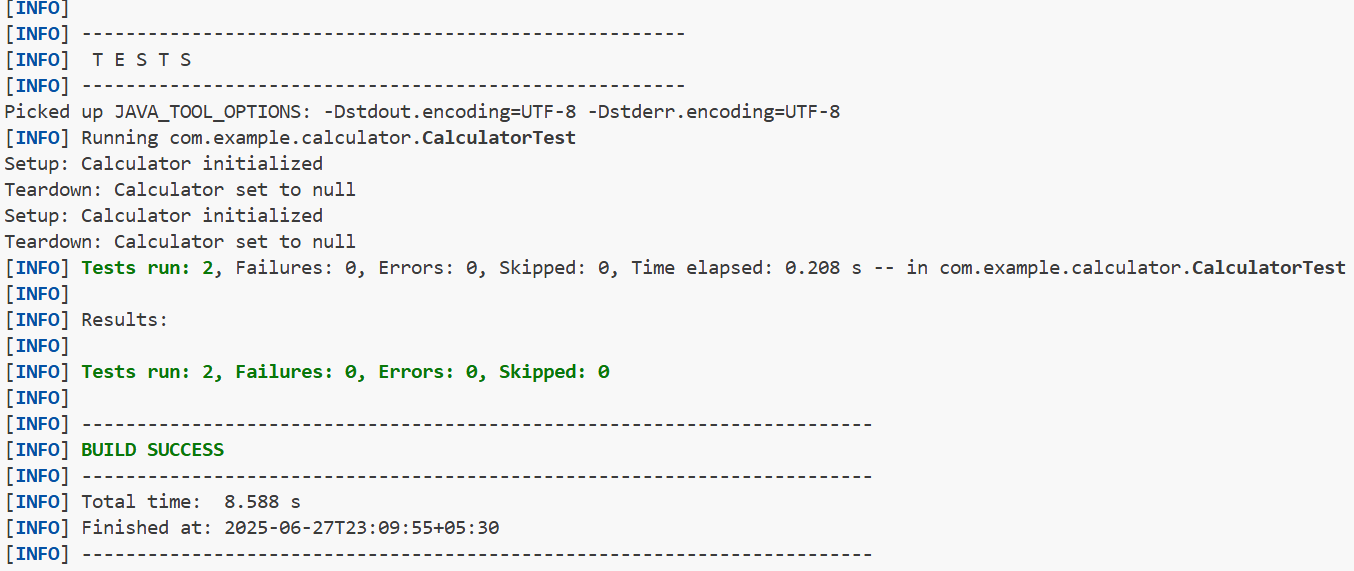 [INFO]
[INFO] -------------------------------------------------------
[INFO]  T E S T S
[INFO] -------------------------------------------------------
Picked up JAVA_TOOL_OPTIONS: -Dstdout.encoding=UTF-8 -Dstderr.encoding=UTF-8
[INFO] Running com.example.calculator.CalculatorTest
Setup: Calculator initialized
Teardown: Calculator set to null
Setup: Calculator initialized
Teardown: Calculator set to null
[INFO] Tests run: 2, Failures: 0, Errors: 0, Skipped: 0, Time elapsed: 0.208 s -- in com.example.calculator.CalculatorTest
[INFO]
[INFO] Results:
[INFO]
[INFO] Tests run: 2, Failures: 0, Errors: 0, Skipped: 0
[INFO]
[INFO] ------------------------------------------------------------------------
[INFO] BUILD SUCCESS
[INFO] ------------------------------------------------------------------------
[INFO] Total time:  8.588 s
[INFO] Finished at: 2025-06-27T23:09:55+05:30
[INFO] ------------------------------------------------------------------------